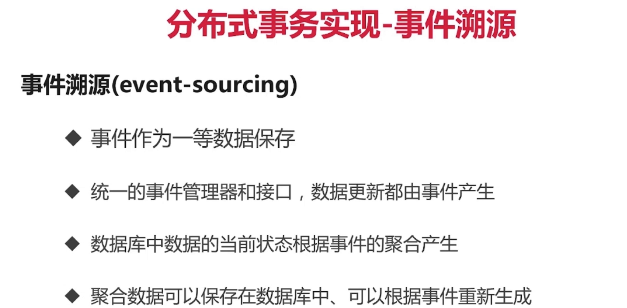 分布式事务实现-事件溯源
事件溯源(event-sourcing)
◆ 事件作为一等数据保存
◆ 统一的事件管理器和接口，数据更新都由事件产生
◆ 数据库中数据的当前状态根据事件的聚合产生
◆ 聚合数据可以保存在数据库中、可以根据事件重新生成